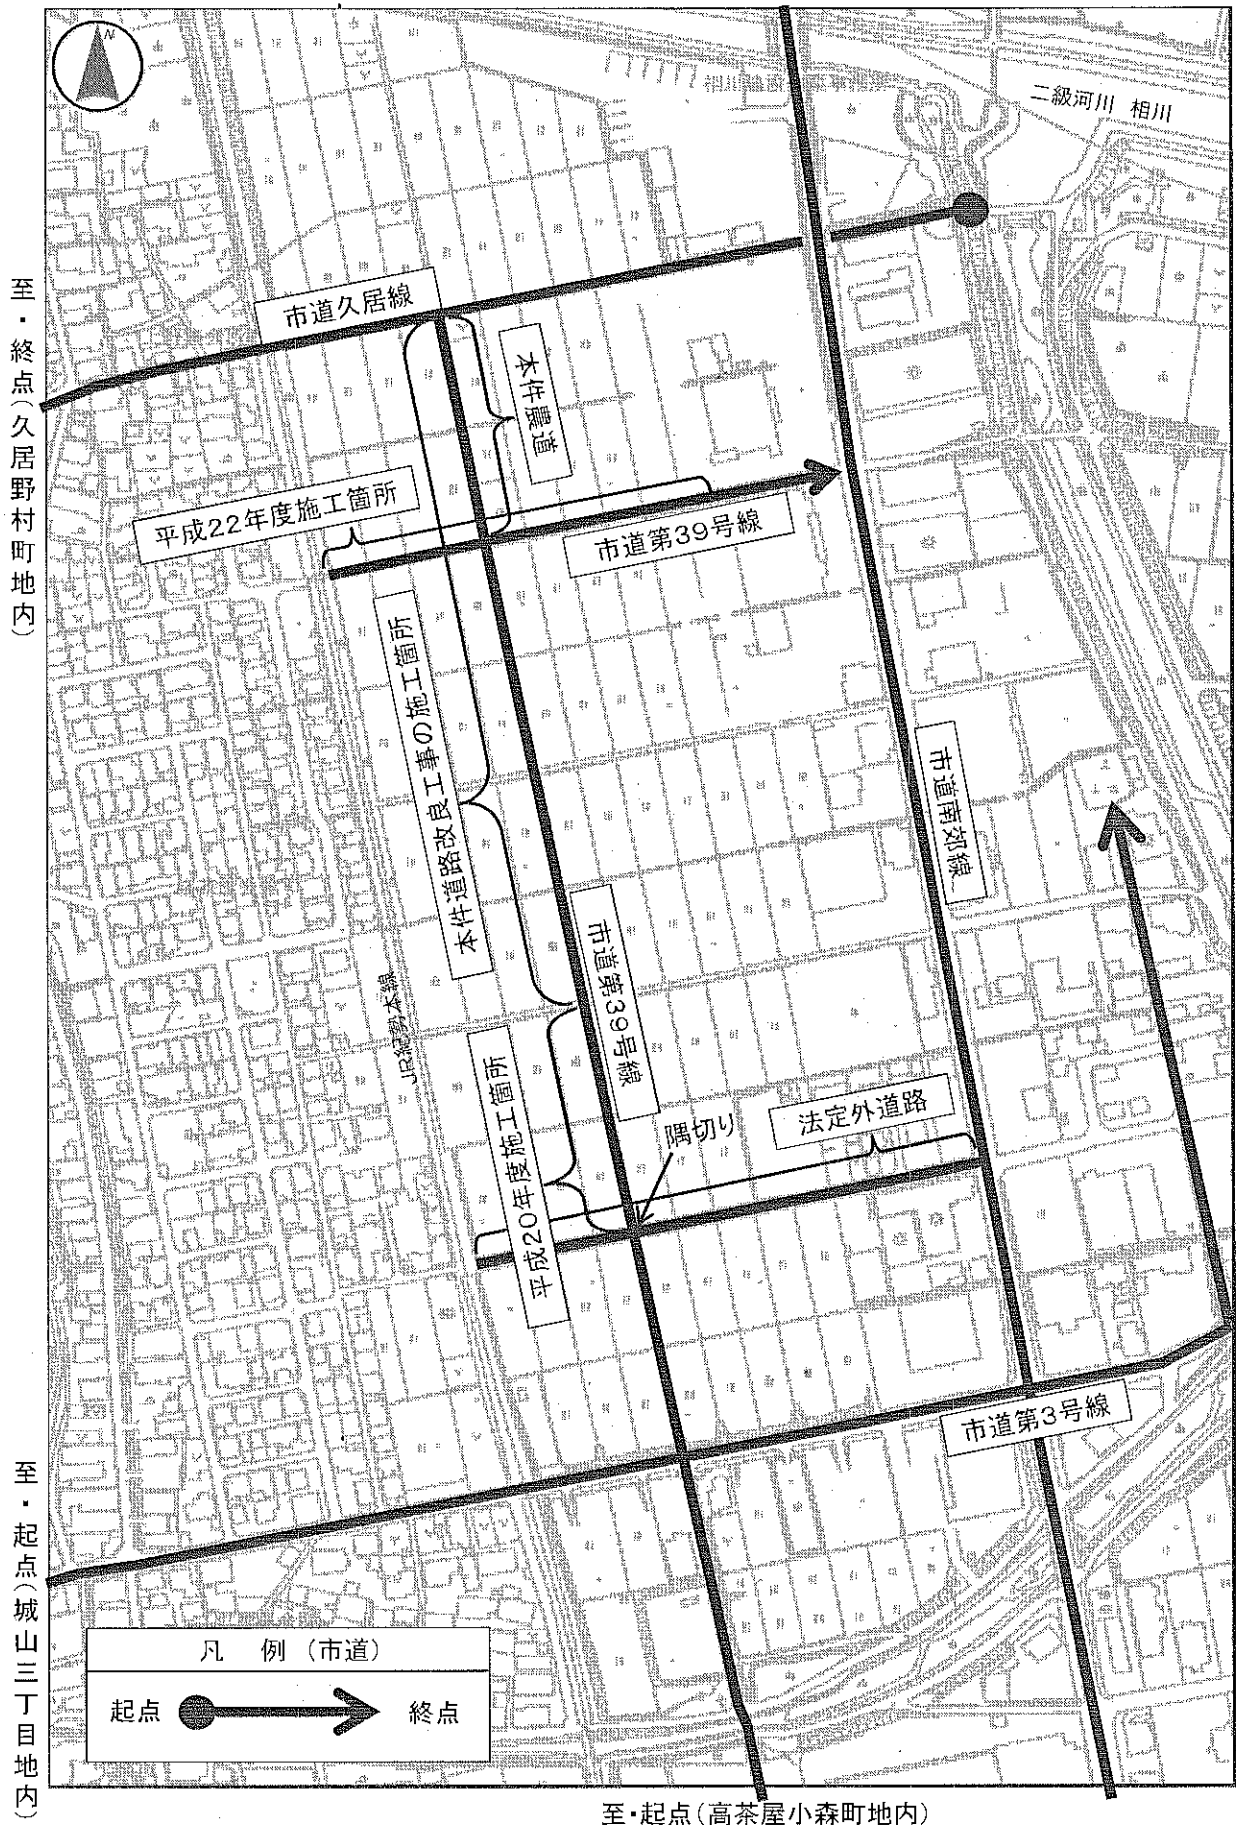 N
二級河川 相川
相川
市道久居線
至・終点(久居野村町地内)
本件農道
平成22年度施工箇所
市道第39号線
本件道路改良工事の施工箇所
市道南郊線
市道第39号線
JR紀勢本線
平成20年度施工箇所
隅切り
法定外道路
市道第3号線
至・起点(城山三丁目地内)
凡 例(市道)
起点
終点
至・起点(高茶屋小森町地内)